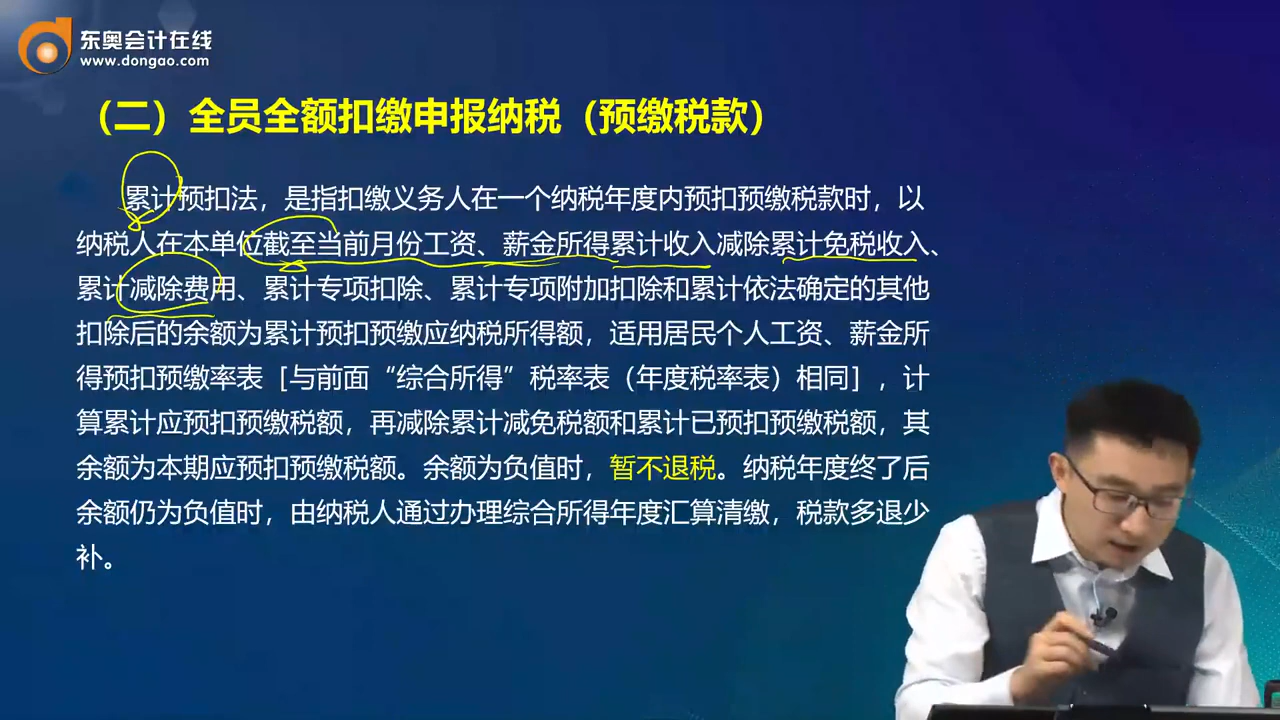 东奥会计在线
www.dongao.com
（二）全员全额扣缴申报纳税（预缴税款）
累计预扣法，是指扣缴义务人在一个纳税年度内预扣预缴税款时，以
纳税人在本单位截至当前月份工资、薪金所得累计收入减除累计免税收入、
累计减除费用、累计专项扣除、累计专项附加扣除和累计依法确定的其他
扣除后的余额为累计预扣预缴应纳税所得额，适用居民个人工资、薪金所
得预扣预缴率表［与前面“综合所得”税率表（年度税率表）相同］，计
算累计应预扣预缴税额，再减除累计减免税额和累计已预扣预缴税额，其
余额为本期应预扣预缴税额。余额为负值时，暂不退税。纳税年度终了后
余额仍为负值时，由纳税人通过办理综合所得年度汇算清缴，税款多退少
补。